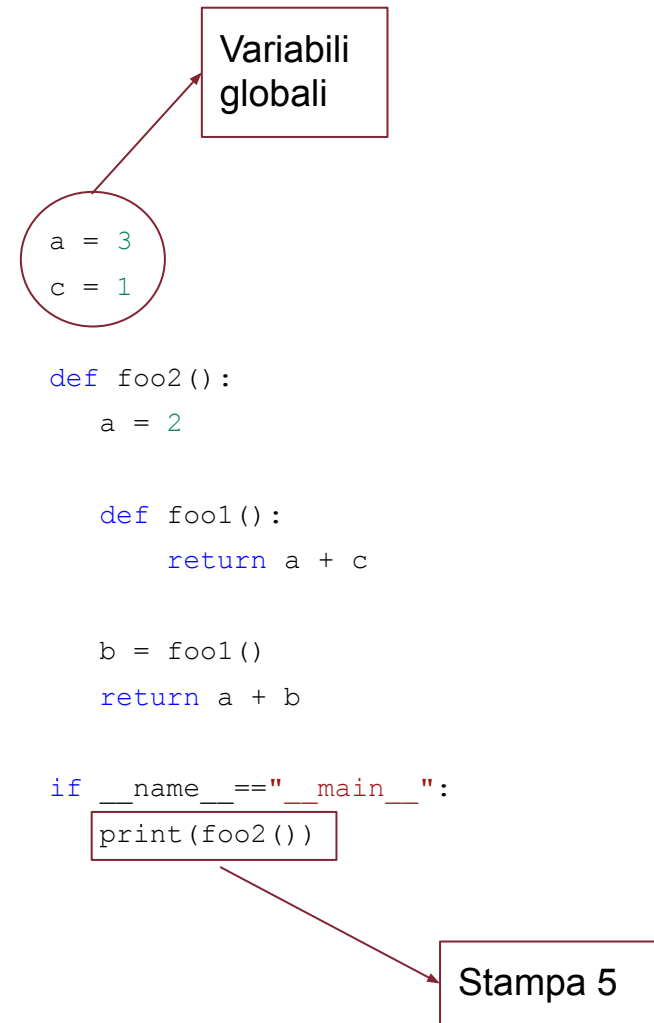 Variabili
globali
a = 3
c = 1
def foo2():
a = 2
def foo1():
return a + c
b = foo1()
return a + b
if __name__=="__main__":
print(foo2())
Stampa 5